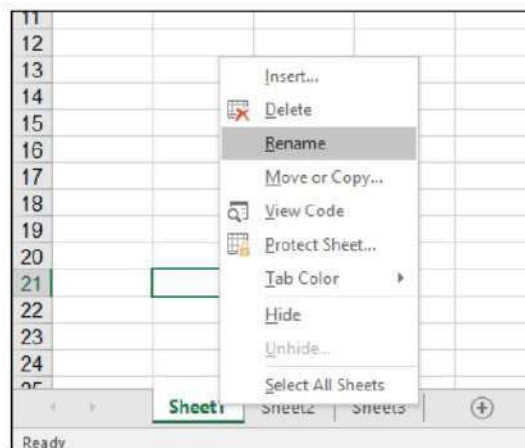 11
12
13
14
15
16
17
18
19
20
21
22
23
24
25
Insert...
Delete
Rename
Move or Copy...
View Code
Protect Sheet...
Tab Color
Hide
Unhide...
Select All Sheets
Sheet1 Sheet2 Sheet3
Ready